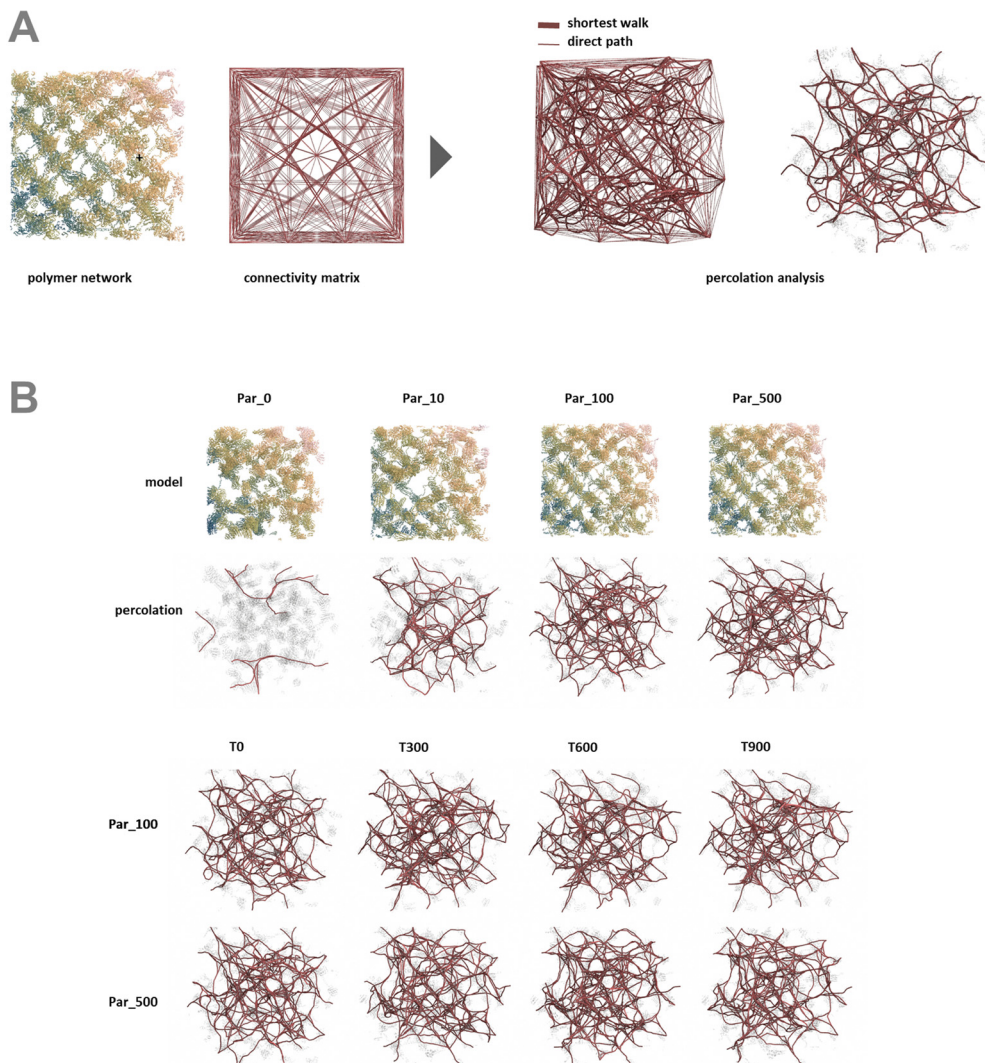 A
shortest walk
direct path
polymer network
connectivity matrix
percolation analysis
B
Par_0
Par_10
Par_100
Par_500
model
percolation
T0
T300
T600
T900
Par_100
Par_500